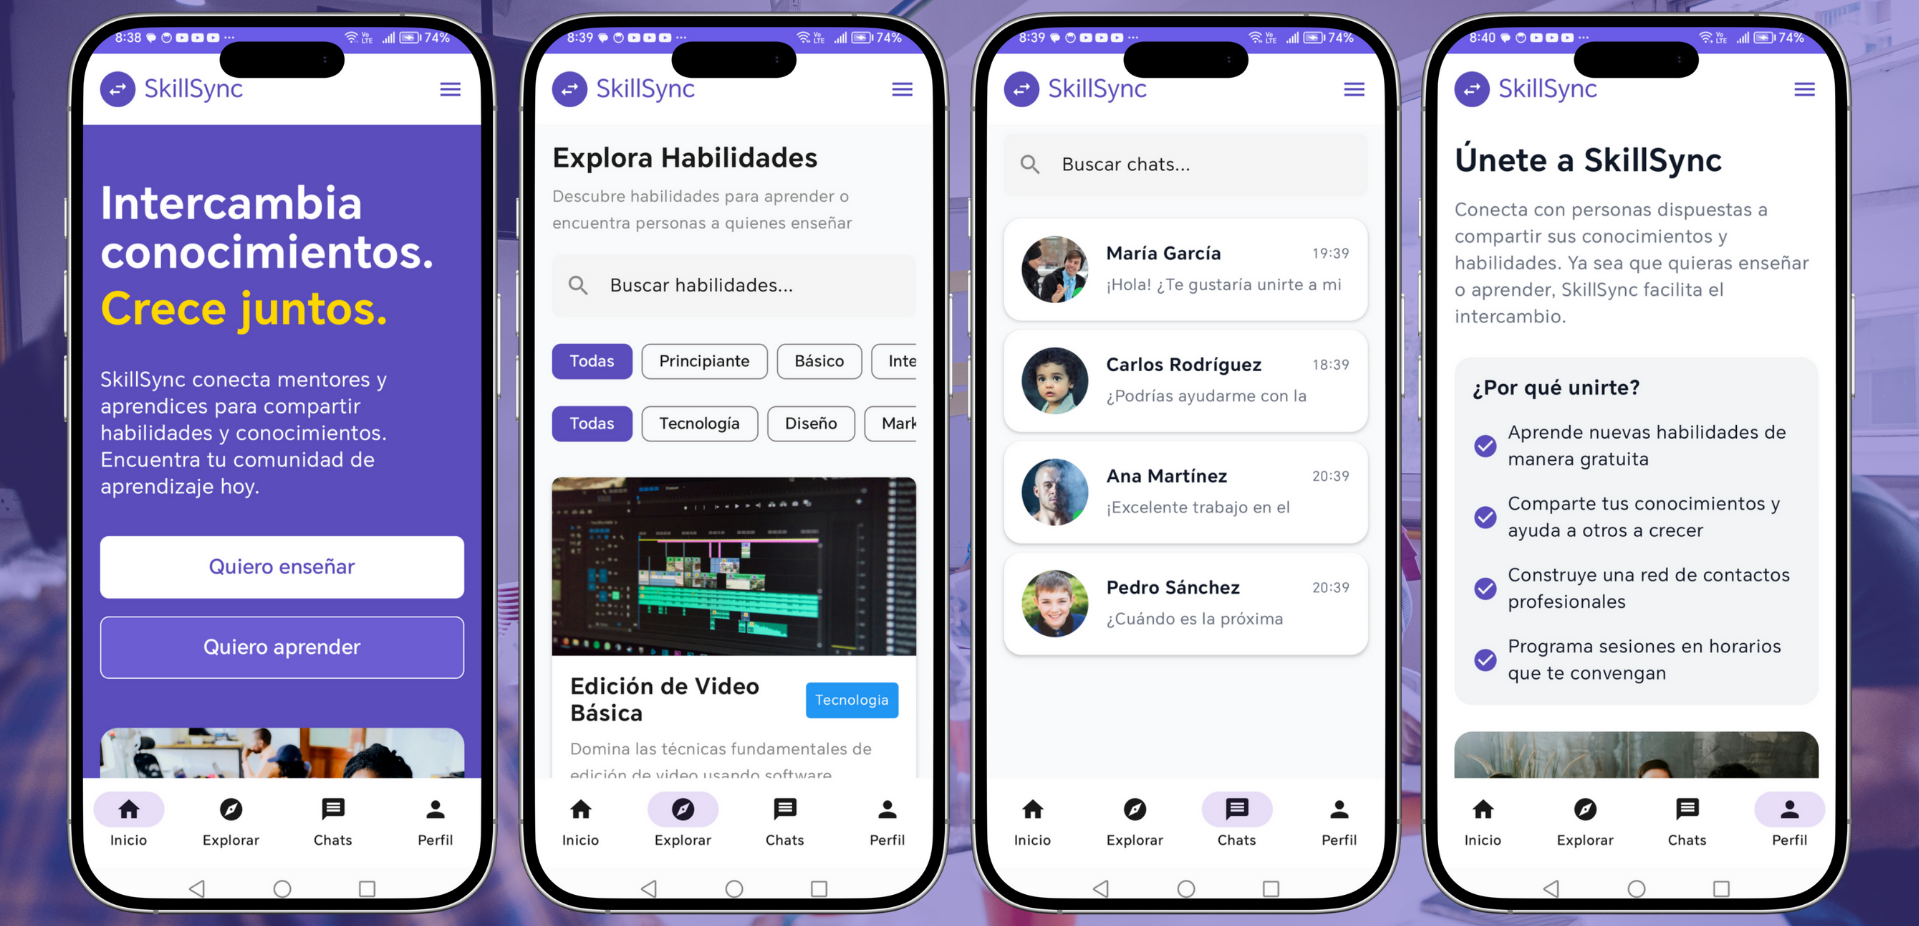 8:38
74%
SkillSync
Intercambia
conocimientos.
Crece juntos.
SkillSync conecta mentores y
aprendices para compartir
habilidades y conocimientos.
Encuentra tu comunidad de
aprendizaje hoy.
Quiero enseñar
Quiero aprender
Inicio
Explorar
Chats
Perfil
8:39
74%
SkillSync
Explora Habilidades
Descubre habilidades para aprender o
encuentra personas a quienes enseñar
Buscar habilidades...
Todas
Principiante
Básico
Inte
Todas
Tecnología
Diseño
Mark
Edición de Video
Básica
Tecnologia
Domina las técnicas fundamentales de
edición de video usando software
Inicio
Explorar
Chats
Perfil
8:39
74%
SkillSync
Buscar chats...
María García
19:39
¡Hola! ¿Te gustaría unirte a mi
Carlos Rodríguez
18:39
¿Podrías ayudarme con la
Ana Martínez
20:39
¡Excelente trabajo en el
Pedro Sánchez
20:39
¿Cuándo es la próxima
Inicio
Explorar
Chats
Perfil
8:40
74%
SkillSync
Únete a SkillSync
Conecta con personas dispuestas a
compartir sus conocimientos y
habilidades. Ya sea que quieras enseñar
o aprender, SkillSync facilita el
intercambio.
¿Por qué unirte?
Aprende nuevas habilidades de
manera gratuita
Comparte tus conocimientos y
ayuda a otros a crecer
Construye una red de contactos
profesionales
Programa sesiones en horarios
que te convengan
Inicio
Explorar
Chats
Perfil